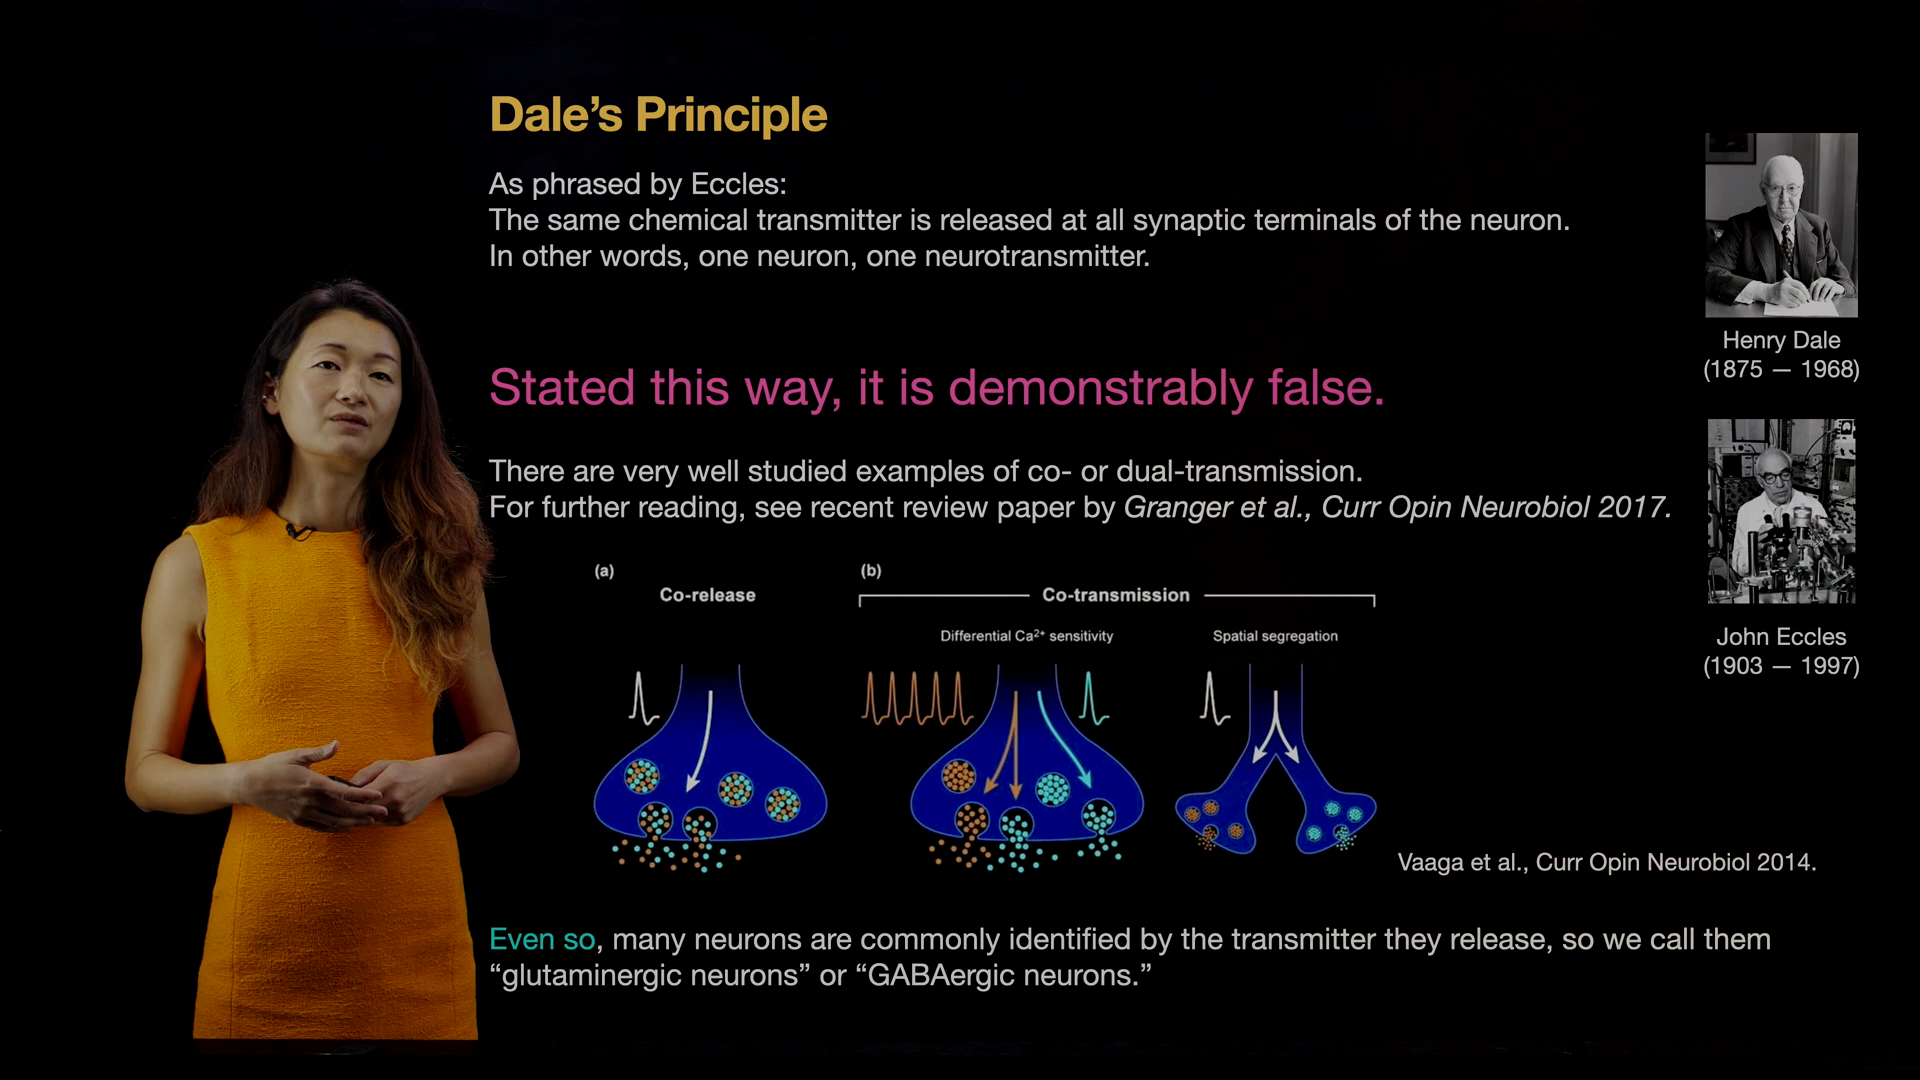 Dale’s Principle
As phrased by Eccles:
The same chemical transmitter is released at all synaptic terminals of the neuron.
In other words, one neuron, one neurotransmitter.
Henry Dale
(1875 — 1968)
Stated this way, it is demonstrably false.
There are very well studied examples of co- or dual-transmission.
For further reading, see recent review paper by Granger et al., Curr Opin Neurobiol 2017.
John Eccles
(1903 — 1997)
(a)
Co-release
(b)
Co-transmission
Differential Ca²⁺ sensitivity
Spatial segregation
Vaaga et al., Curr Opin Neurobiol 2014.
Even so, many neurons are commonly identified by the transmitter they release, so we call them
“glutaminergic neurons” or “GABAergic neurons.”